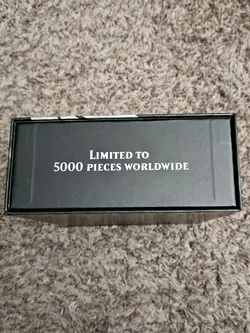 LIMITED TO
5000 PIECES WORLDWIDE